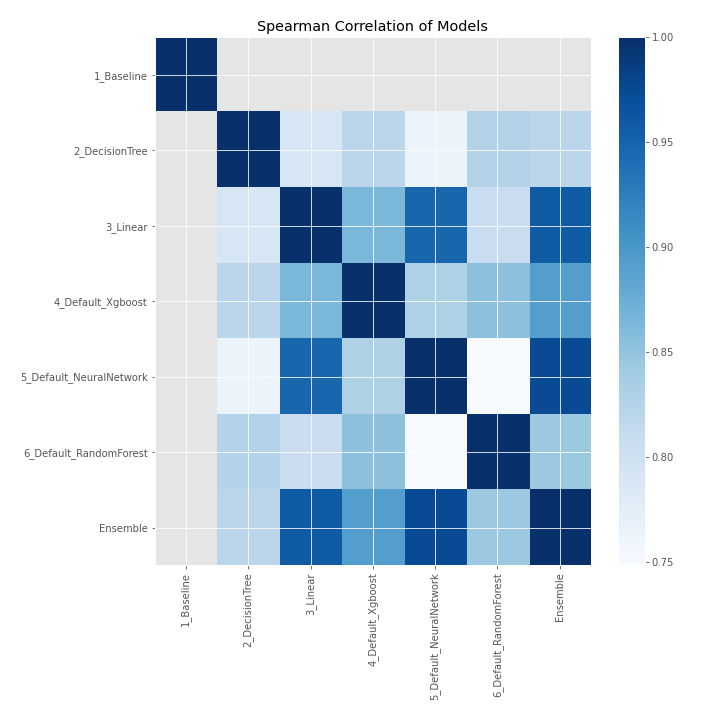 Spearman Correlation of Models
1_Baseline
2_DecisionTree
3_Linear
4_Default_Xgboost
5_Default_NeuralNetwork
6_Default_RandomForest
Ensemble
1_Baseline
2_DecisionTree
3_Linear
4_Default_Xgboost
5_Default_NeuralNetwork
6_Default_RandomForest
Ensemble
1.00
0.95
0.90
0.85
0.80
0.75